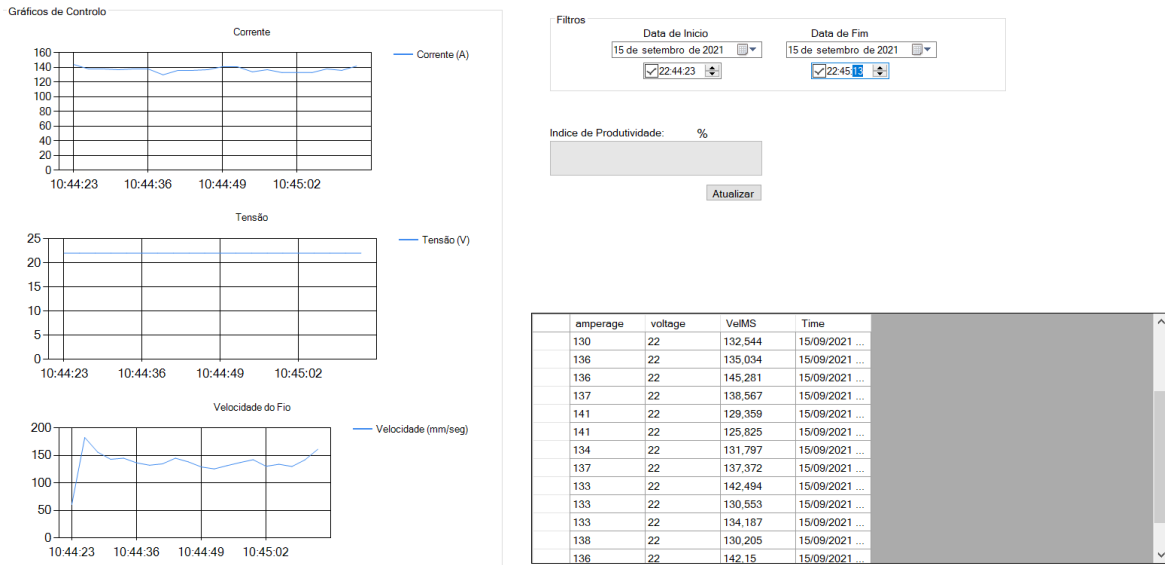 Gráficos de Controlo
Corrente
160
140
120
100
80
60
40
20
0
10:44:23 10:44:36 10:44:49 10:45:02
Corrente (A)
Tensão
25
20
15
10
5
0
10:44:23 10:44:36 10:44:49 10:45:02
Tensão (V)
Velocidade do Fio
200
150
100
50
0
10:44:23 10:44:36 10:44:49 10:45:02
Velocidade (mm/seg)
Filtros
Data de Inicio Data de Fim
15 de setembro de 2021 15 de setembro de 2021
22:44:23 22:45:13
Indice de Produtividade: %
Atualizar
amperage voltage VelMS Time
130 22 132,544 15/09/2021 ...
136 22 135,034 15/09/2021 ...
136 22 145,281 15/09/2021 ...
137 22 138,567 15/09/2021 ...
141 22 129,359 15/09/2021 ...
141 22 125,825 15/09/2021 ...
134 22 131,797 15/09/2021 ...
137 22 137,372 15/09/2021 ...
133 22 142,494 15/09/2021 ...
133 22 130,553 15/09/2021 ...
133 22 134,187 15/09/2021 ...
138 22 130,205 15/09/2021 ...
136 22 142,15 15/09/2021 ...